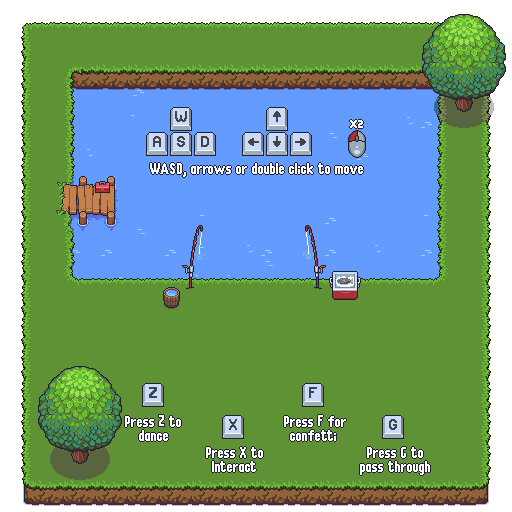 X2
W
A S D
WASD, arrows or double click to move
Z
Press Z to
dance
X
Press X to
Interact
F
Press F for
confetti
G
Press G to
pass through